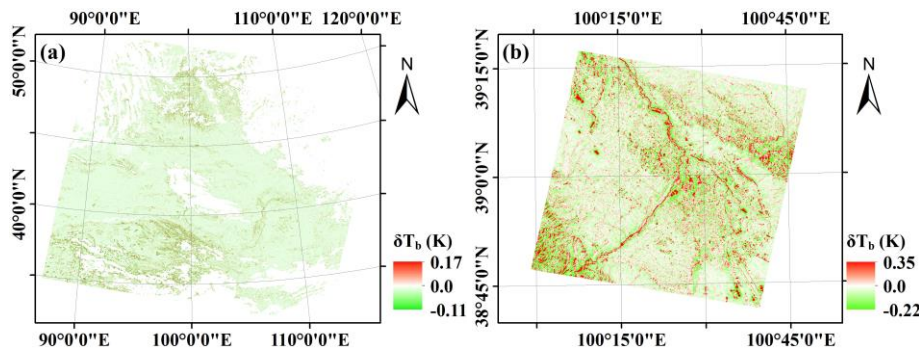 90°0'0"E 110°0'0"E 120°0'0"E
(a)
N
50°0'0"N
40°0'0"N
δT_b (K)
0.17
0.0
-0.11
90°0'0"E 100°0'0"E 110°0'0"E
100°15'0"E 100°45'0"E
(b)
N
39°15'0"N
39°0'0"N
38°45'0"N
δT_b (K)
0.35
0.0
-0.22
100°15'0"E 100°45'0"E